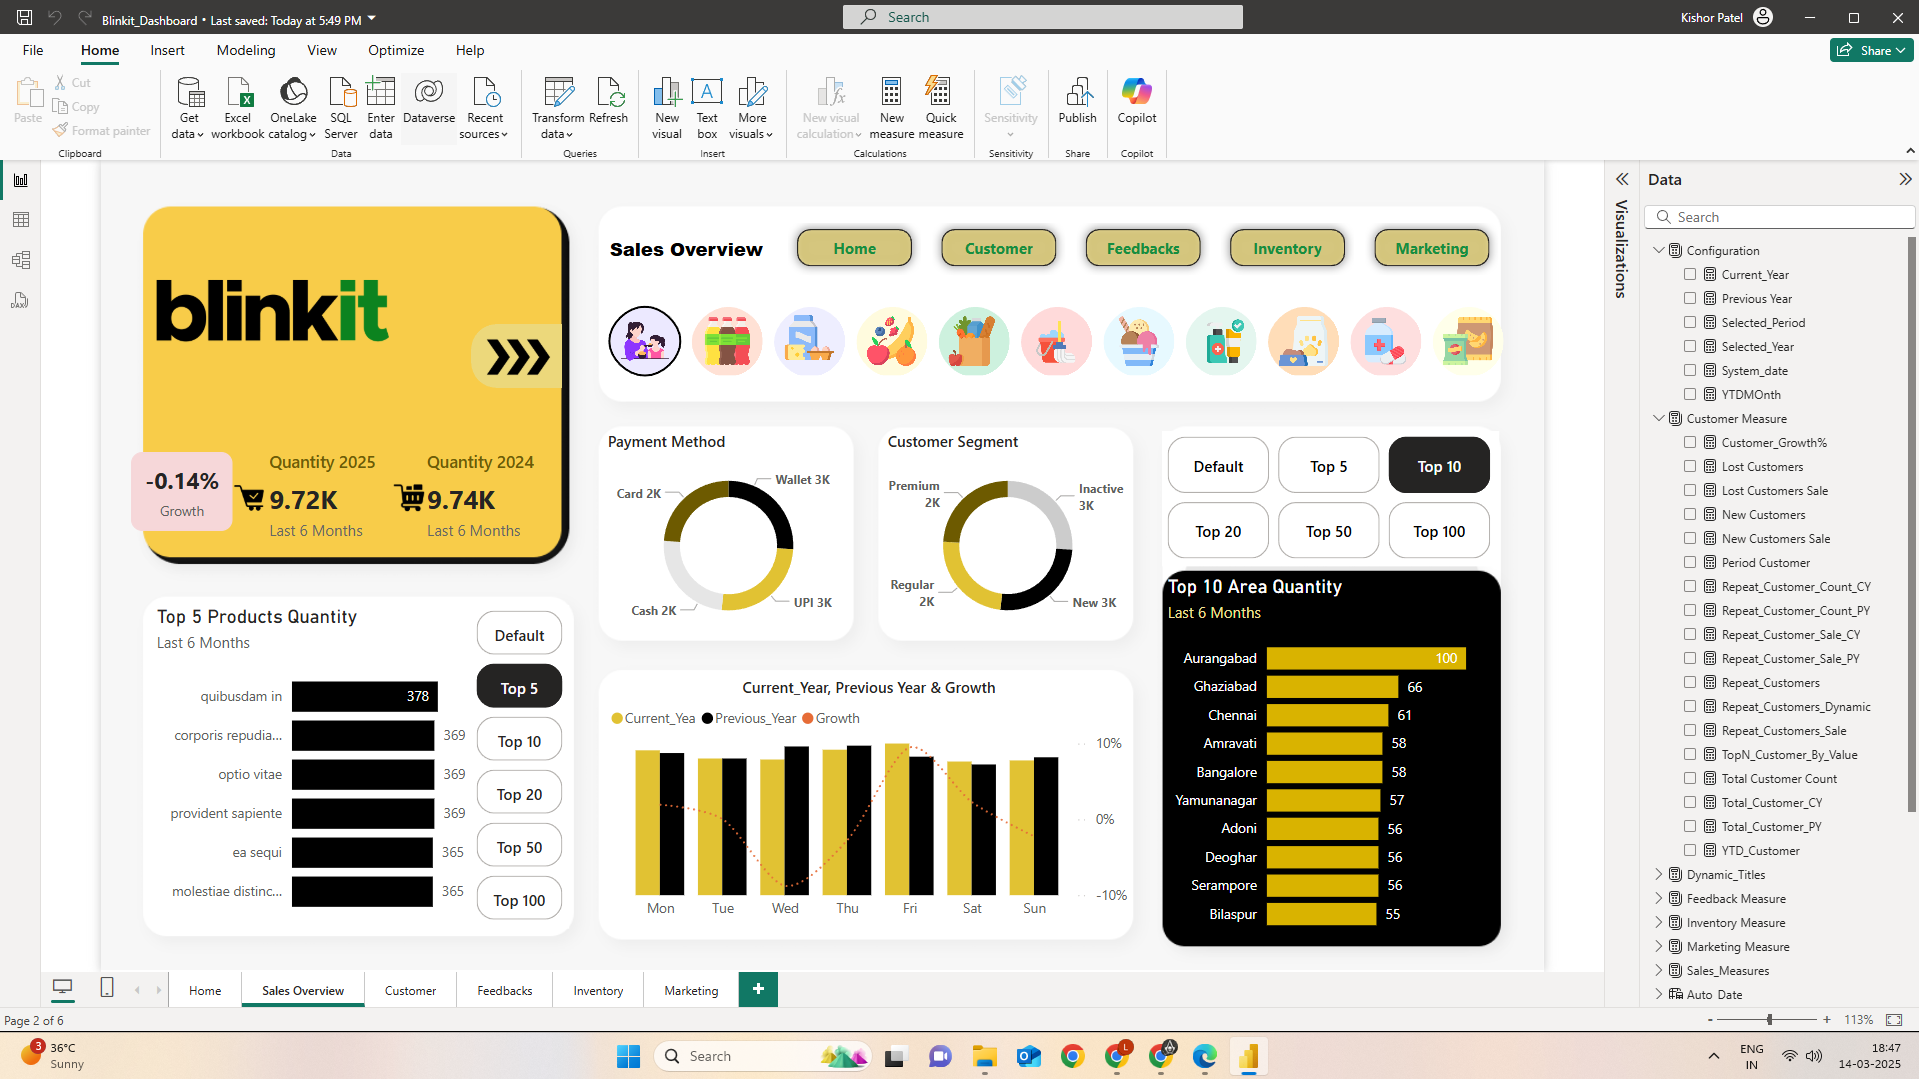 Blinkit_Dashboard • Last saved: Today at 5:49 PM
Search
Kishor Patel
File
Home
Insert
Modeling
View
Optimize
Help
Share
Paste
Cut
Copy
Format painter
Clipboard
Get data
Excel workbook
OneLake catalog
SQL Server
Enter data
Dataverse
Recent sources
Data
Transform data
Refresh
Queries
New visual
Text box
More visuals
Insert
New visual calculation
New measure
Quick measure
Calculations
Sensitivity
Sensitivity
Publish
Share
Copilot
Copilot
blinkit
-0.14%
Growth
Quantity 2025
9.72K
Last 6 Months
Quantity 2024
9.74K
Last 6 Months
Sales Overview
Home
Customer
Feedbacks
Inventory
Marketing
Payment Method
Card 2K
Wallet 3K
Cash 2K
UPI 3K
Customer Segment
Premium 2K
Inactive 3K
Regular 2K
New 3K
Default
Top 5
Top 10
Top 20
Top 50
Top 100
Top 5 Products Quantity
Last 6 Months
quibusdam in 378
corporis repudia... 369
optio vitae 369
provident sapiente 369
ea sequi 365
molestiae distinc... 365
Default
Top 5
Top 10
Top 20
Top 50
Top 100
Current_Year, Previous Year & Growth
Current_Yea Previous_Year Growth
10%
0%
-10%
Mon Tue Wed Thu Fri Sat Sun
Top 10 Area Quantity
Last 6 Months
Aurangabad 100
Ghaziabad 66
Chennai 61
Amravati 58
Bangalore 58
Yamunanagar 57
Adoni 56
Deoghar 56
Serampore 56
Bilaspur 55
Visualizations
Data
Search
Configuration
Current_Year
Previous Year
Selected_Period
Selected_Year
System_date
YTDMOnth
Customer Measure
Customer_Growth%
Lost Customers
Lost Customers Sale
New Customers
New Customers Sale
Period Customer
Repeat_Customer_Count_CY
Repeat_Customer_Count_PY
Repeat_Customer_Sale_CY
Repeat_Customer_Sale_PY
Repeat_Customers
Repeat_Customers_Dynamic
Repeat_Customers_Sale
TopN_Customer_By_Value
Total Customer Count
Total_Customer_CY
Total_Customer_PY
YTD_Customer
Dynamic_Titles
Feedback Measure
Inventory Measure
Marketing Measure
Sales_Measures
Auto Date
Home
Sales Overview
Customer
Feedbacks
Inventory
Marketing
+
Page 2 of 6
- + 113%
3
36°C
Sunny
Search
L
ENG
IN
18:47
14-03-2025